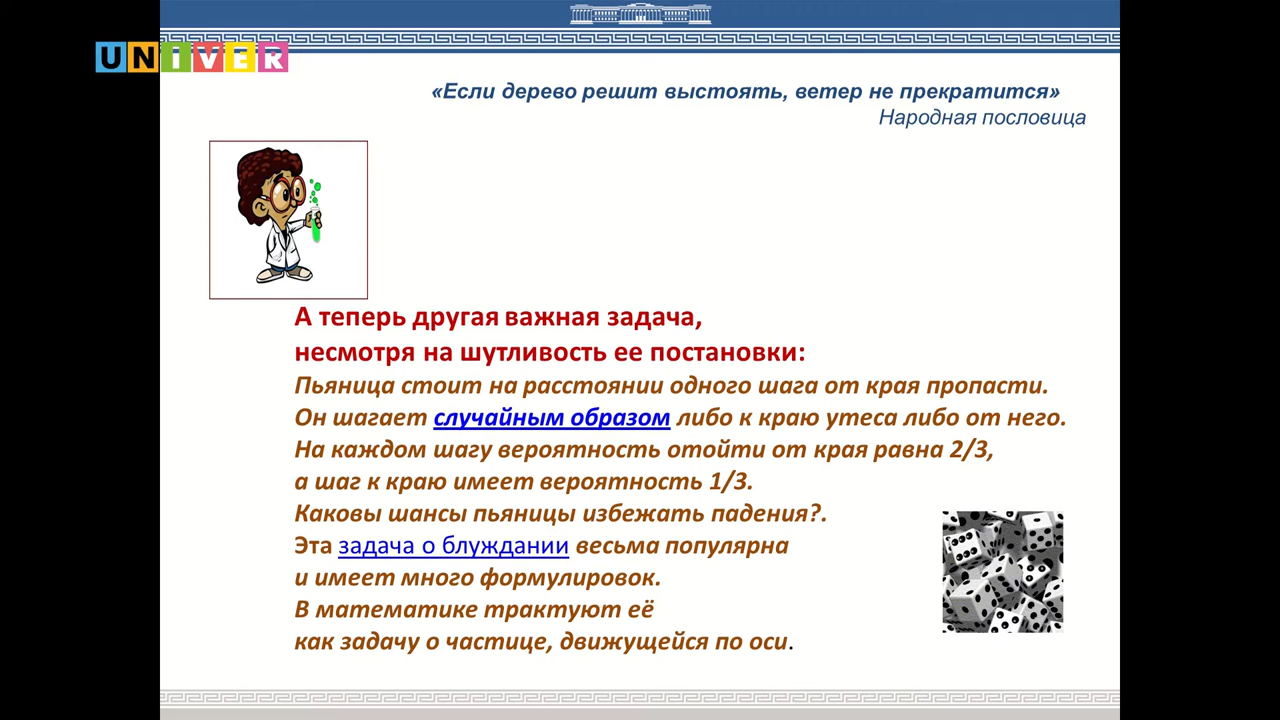 UNIVER
«Если дерево решит выстоять, ветер не прекратится»
Народная пословица
А теперь другая важная задача,
несмотря на шутливость ее постановки:
Пьяница стоит на расстоянии одного шага от края пропасти.
Он шагает случайным образом либо к краю утеса либо от него.
На каждом шагу вероятность отойти от края равна 2/3,
а шаг к краю имеет вероятность 1/3.
Каковы шансы пьяницы избежать падения?.
Эта задача о блуждании весьма популярна
и имеет много формулировок.
В математике трактуют её
как задачу о частице, движущейся по оси.